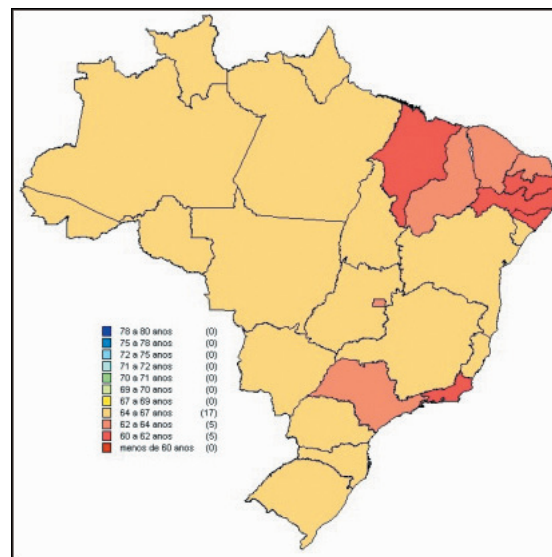 78 a 80 anos (0)
75 a 78 anos (0)
72 a 75 anos (0)
71 a 72 anos (0)
70 a 71 anos (0)
69 a 70 anos (0)
67 a 69 anos (0)
64 a 67 anos (17)
62 a 64 anos (5)
60 a 62 anos (5)
menos de 60 anos (0)